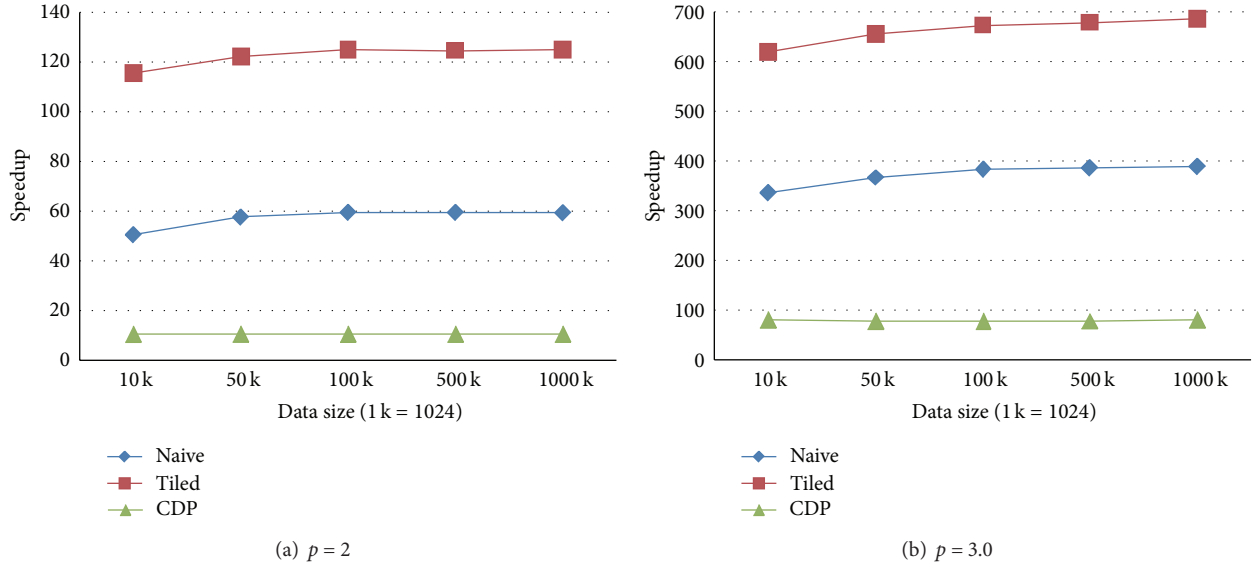 140
120
100
80
60
40
20
0
Speedup
10 k 50 k 100 k 500 k 1000 k
Data size (1 k = 1024)
Naive
Tiled
CDP
(a) p = 2
700
600
500
400
300
200
100
0
Speedup
10 k 50 k 100 k 500 k 1000 k
Data size (1 k = 1024)
Naive
Tiled
CDP
(b) p = 3.0